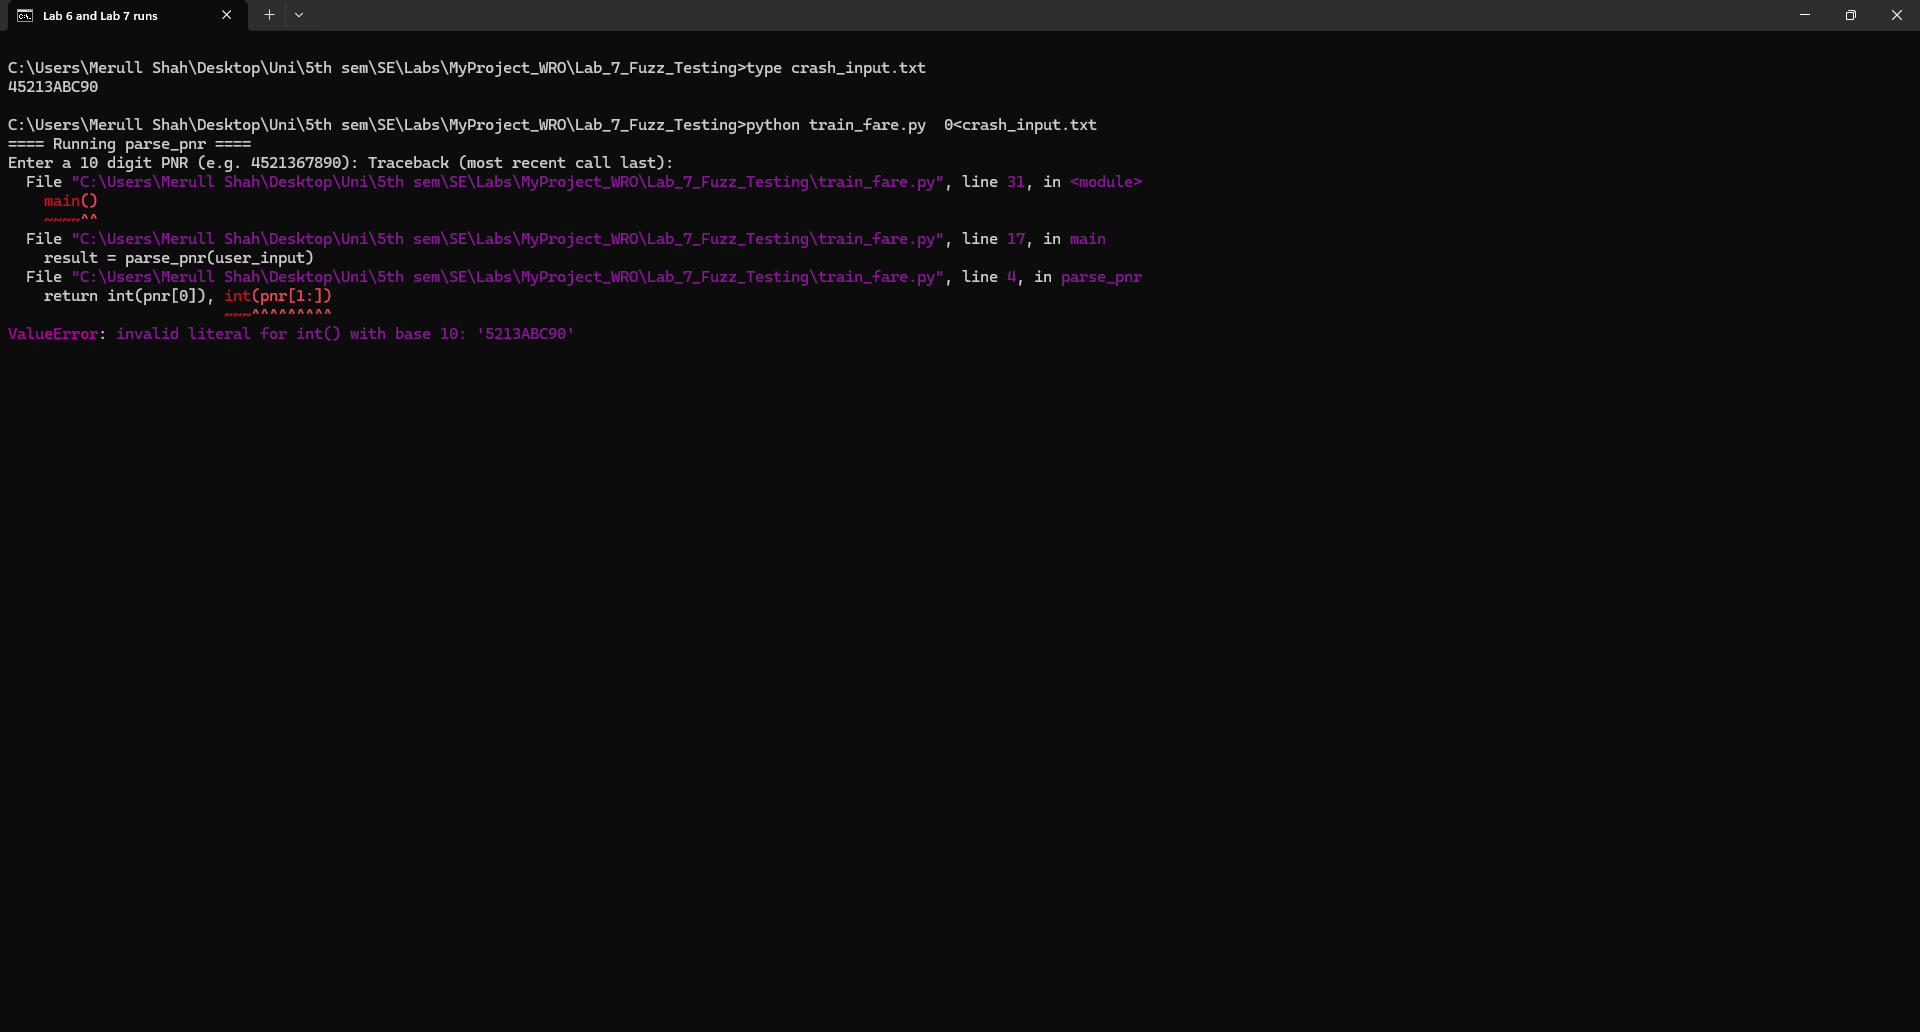 Lab 6 and Lab 7 runs
C:\Users\Merull Shah\Desktop\Uni\5th sem\SE\Labs\MyProject_WRO\Lab_7_Fuzz_Testing>type crash_input.txt
45213ABC90
C:\Users\Merull Shah\Desktop\Uni\5th sem\SE\Labs\MyProject_WRO\Lab_7_Fuzz_Testing>python train_fare.py  0<crash_input.txt
==== Running parse_pnr ====
Enter a 10 digit PNR (e.g. 4521367890): Traceback (most recent call last):
  File "C:\Users\Merull Shah\Desktop\Uni\5th sem\SE\Labs\MyProject_WRO\Lab_7_Fuzz_Testing\train_fare.py", line 31, in <module>
    main()
    ~~~~^^
  File "C:\Users\Merull Shah\Desktop\Uni\5th sem\SE\Labs\MyProject_WRO\Lab_7_Fuzz_Testing\train_fare.py", line 17, in main
    result = parse_pnr(user_input)
  File "C:\Users\Merull Shah\Desktop\Uni\5th sem\SE\Labs\MyProject_WRO\Lab_7_Fuzz_Testing\train_fare.py", line 4, in parse_pnr
    return int(pnr[0]), int(pnr[1:])
                        ~~~^^^^^^^^^
ValueError: invalid literal for int() with base 10: '5213ABC90'